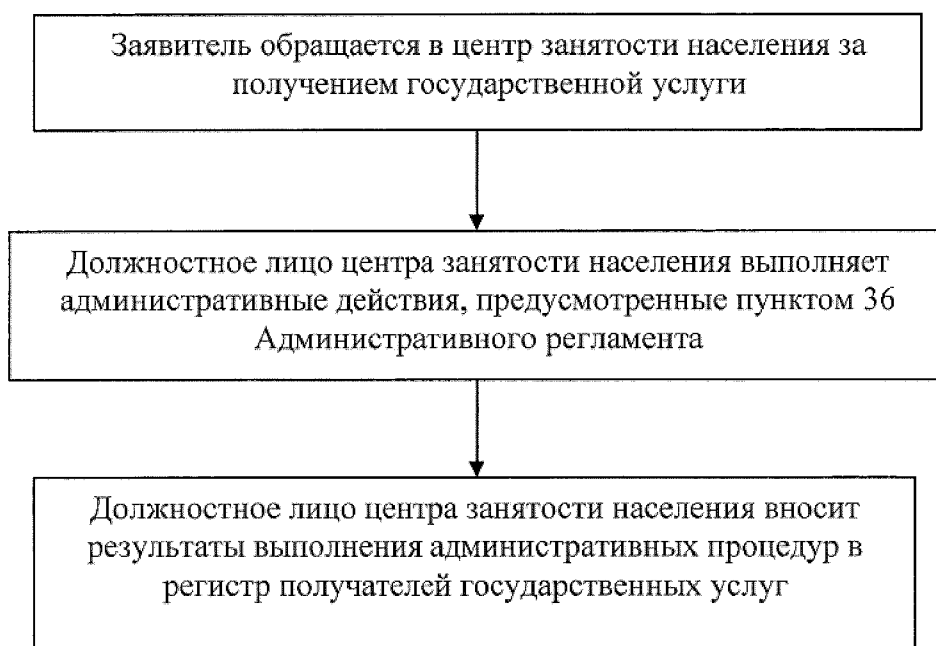 Заявитель обращается в центр занятости населения за
получением государственной услуги
Должностное лицо центра занятости населения выполняет
административные действия, предусмотренные пунктом 36
Административного регламента
Должностное лицо центра занятости населения вносит
результаты выполнения административных процедур в
регистр получателей государственных услуг